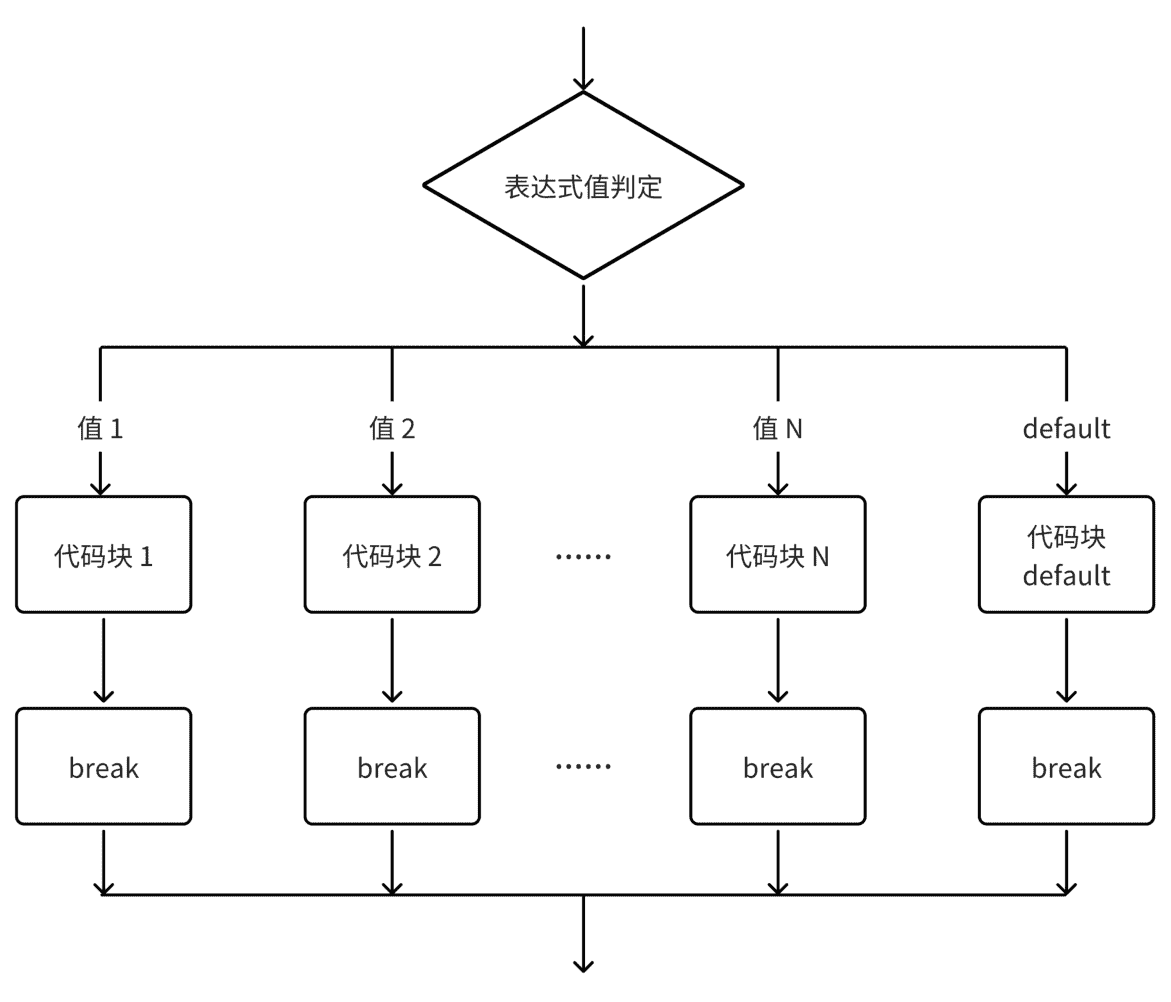 表达式值判定
值 1
值 2
值 N
default
代码块 1
代码块 2
……
代码块 N
代码块
default
break
break
……
break
break